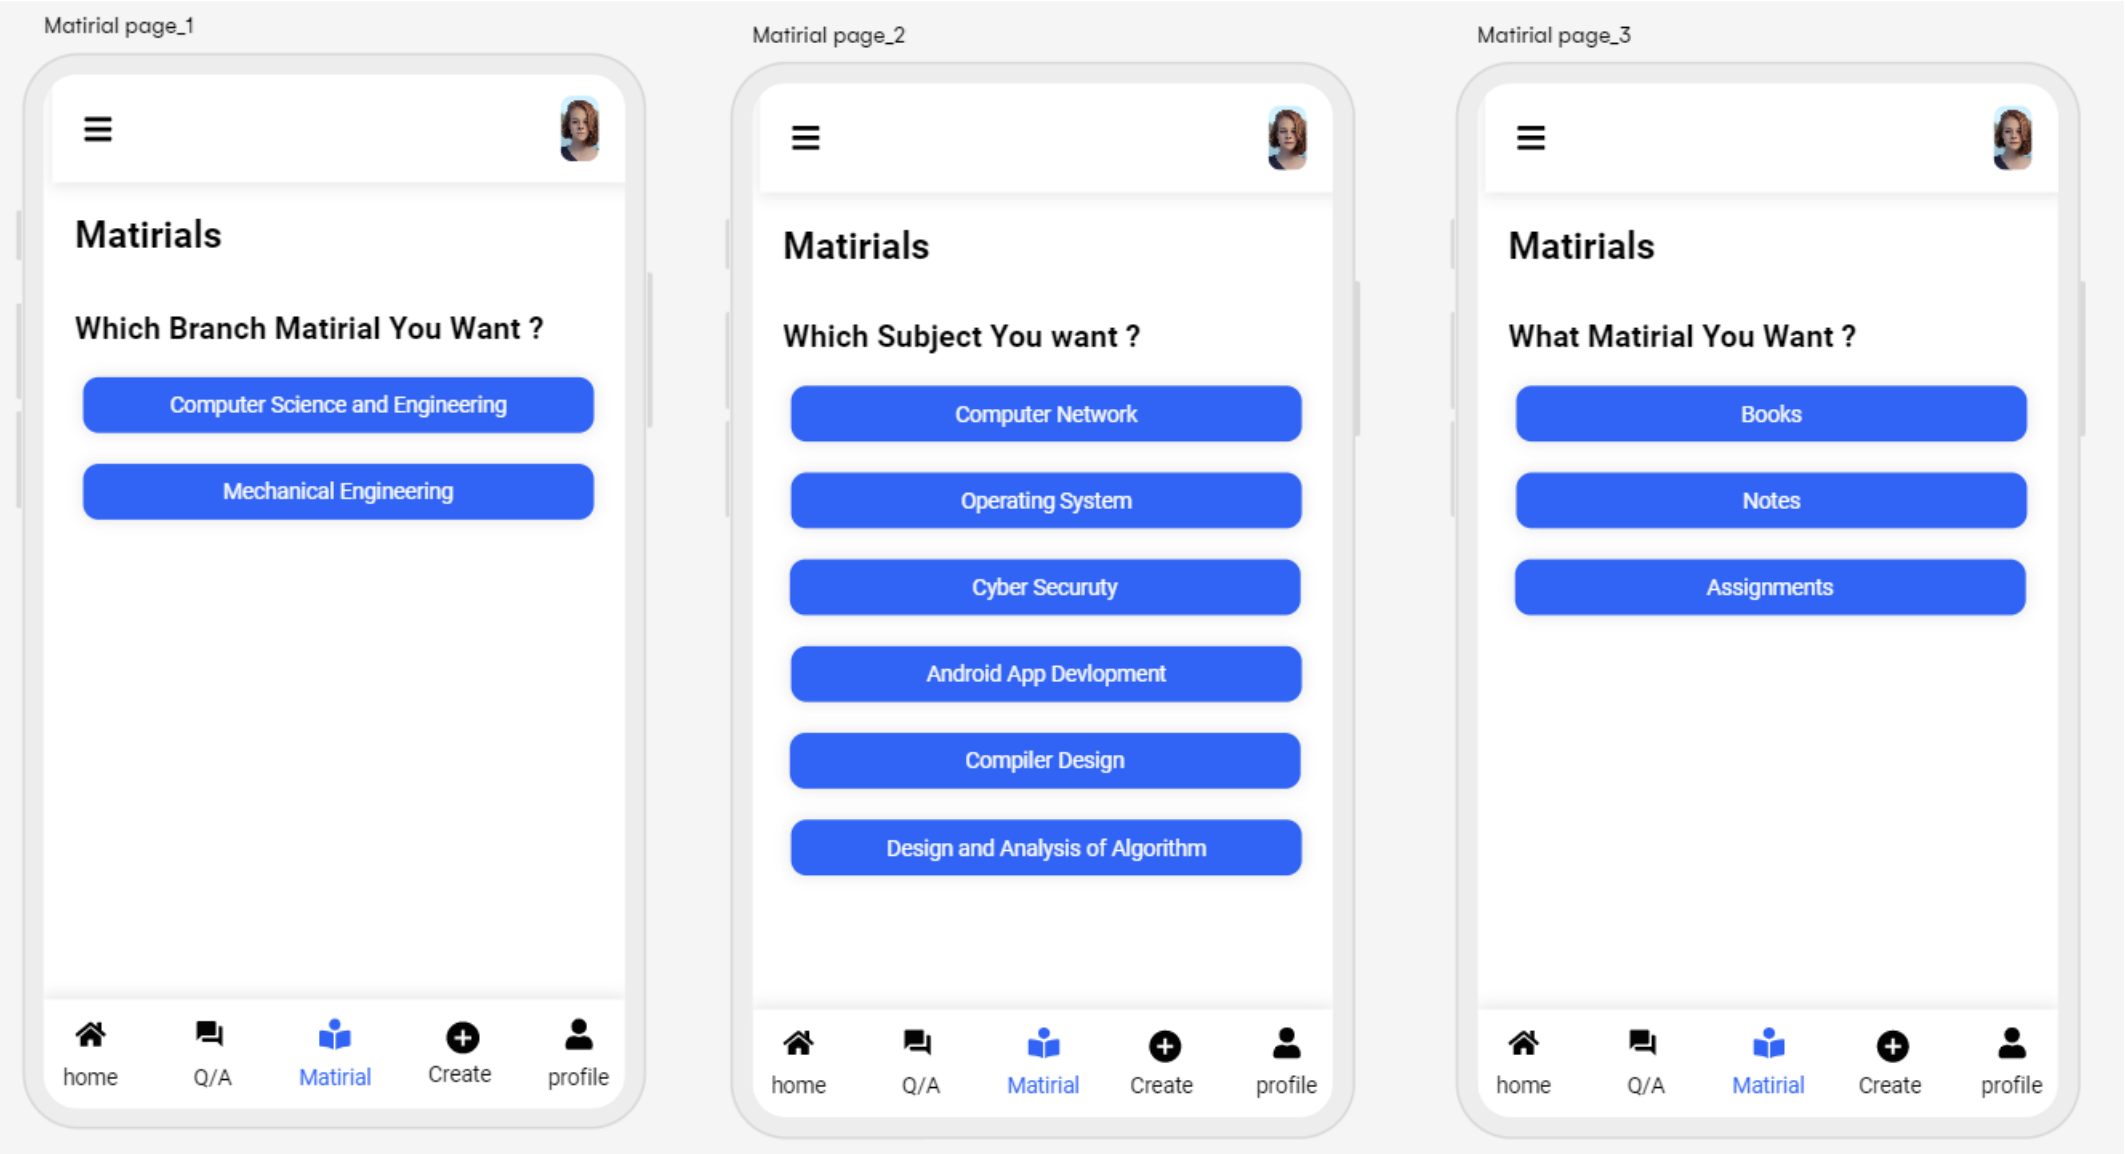 Matirial page_1
Matirials
Which Branch Matirial You Want ?
Computer Science and Engineering
Mechanical Engineering
home
Q/A
Matirial
Create
profile
Matirial page_2
Matirials
Which Subject You want ?
Computer Network
Operating System
Cyber Securuty
Android App Devlopment
Compiler Design
Design and Analysis of Algorithm
home
Q/A
Matirial
Create
profile
Matirial page_3
Matirials
What Matirial You Want ?
Books
Notes
Assignments
home
Q/A
Matirial
Create
profile